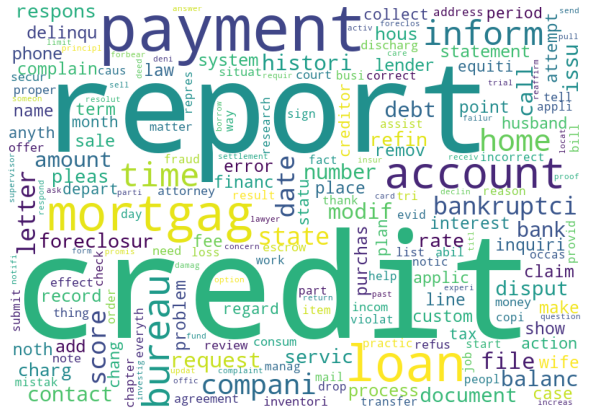 respons
payment
collect
address
period
answer
send
delinqu
limit
principl
forbear
activ
deni
foreclos
pull
inform
phone
secur
complain
caus
system
histori
hous
discharg
statement
attempt
issu
situat
requir
court
busi
correct
lender
equiti
proper
law
repres
deed
sell
care
trial
reaffirm
name
term
resolut
borrow
way
research
sign
debt
point
call
tell
appli
anyth
month
matter
creditor
assist
refin
remov
husband
failur
locat
offer
sale
report
home
incorrect
bill
amount
time
error
fraud
fact
insur
receiv
proof
supervisor
respond
pleas
depart
attorney
financ
date
number
place
statu
account
ask
parti
settlement
result
thank
card
tri
declin
reason
letter
mortgag
state
modif
evid
bankruptci
day
lawyer
plan
interest
occ
provid
foreclosur
fee
concern
escrow
purchas
rate
bank
inquiri
notifi
effect
need
loss
work
list
abil
notic
form
promis
option
help
applic
contact
claim
submit
record
check
order
credit
titl
thing
everyth
damag
part
return
past
incom
violat
line
copi
money
experi
question
disput
make
noth
add
score
chang
bureau
problem
regard
item
custom
tax
job
start
show
action
note
fund
review
consum
loan
practic
refus
file
wife
charg
chapter
investig
updat
request
servic
complaint
manag
peopl
balanc
mistak
offic
compani
mail
drop
process
document
case
agreement
inventori
transfer
increas